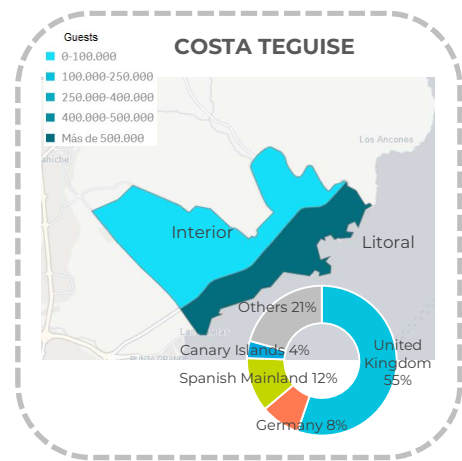 Guests
COSTA TEGUISE
0-100.000
100.000-250.000
250.000-400.000
400.000-500.000
Más de 500.000
Los Ancones
ahiche
Interior
Litoral
Others 21%
Las
Canary Islands 4%
United
Kingdom
55%
Spanish Mainland 12%
Germany 8%